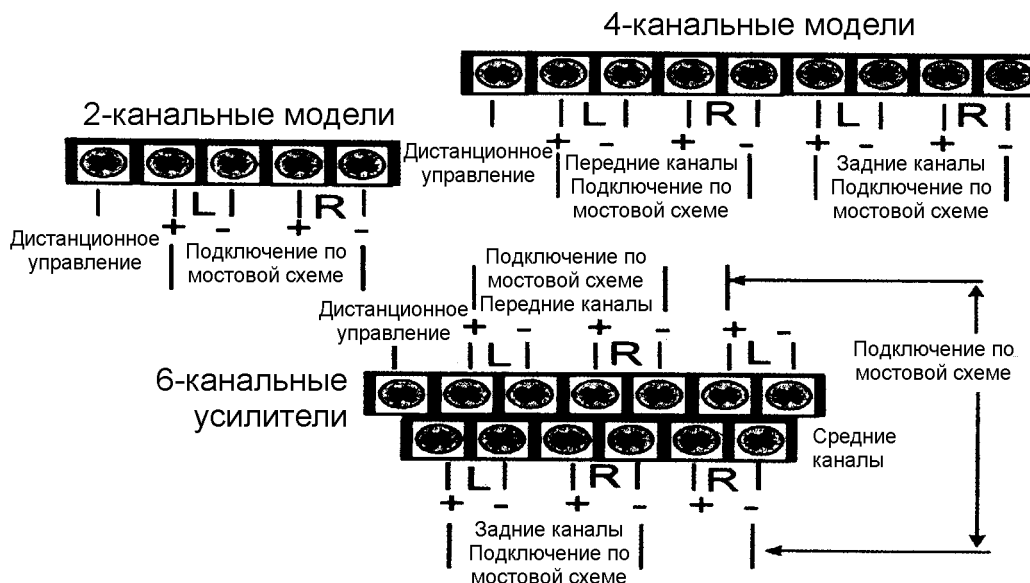 4-канальные модели
L R L R
+ - + - + - + -
Дистанционное
управление
Передние каналы
Подключение по
мостовой схеме
Задние каналы
Подключение по
мостовой схеме
2-канальные модели
L R
+ - + -
Дистанционное
управление
Подключение по
мостовой схеме
Подключение по
мостовой схеме
Передние каналы
Дистанционное
управление
+ - + - + -
L R L
Подключение по
мостовой схеме
6-канальные
усилители
Средние
каналы
L R R
+ - + - + -
Задние каналы
Подключение по
мостовой схеме